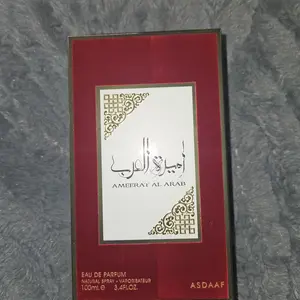 أميرة العرب
AMEERAT AL ARAB
EAU DE PARFUM
NATURAL SPRAY - VAPORISATEUR
100ml e 3.4FL.OZ.
ASDAAF